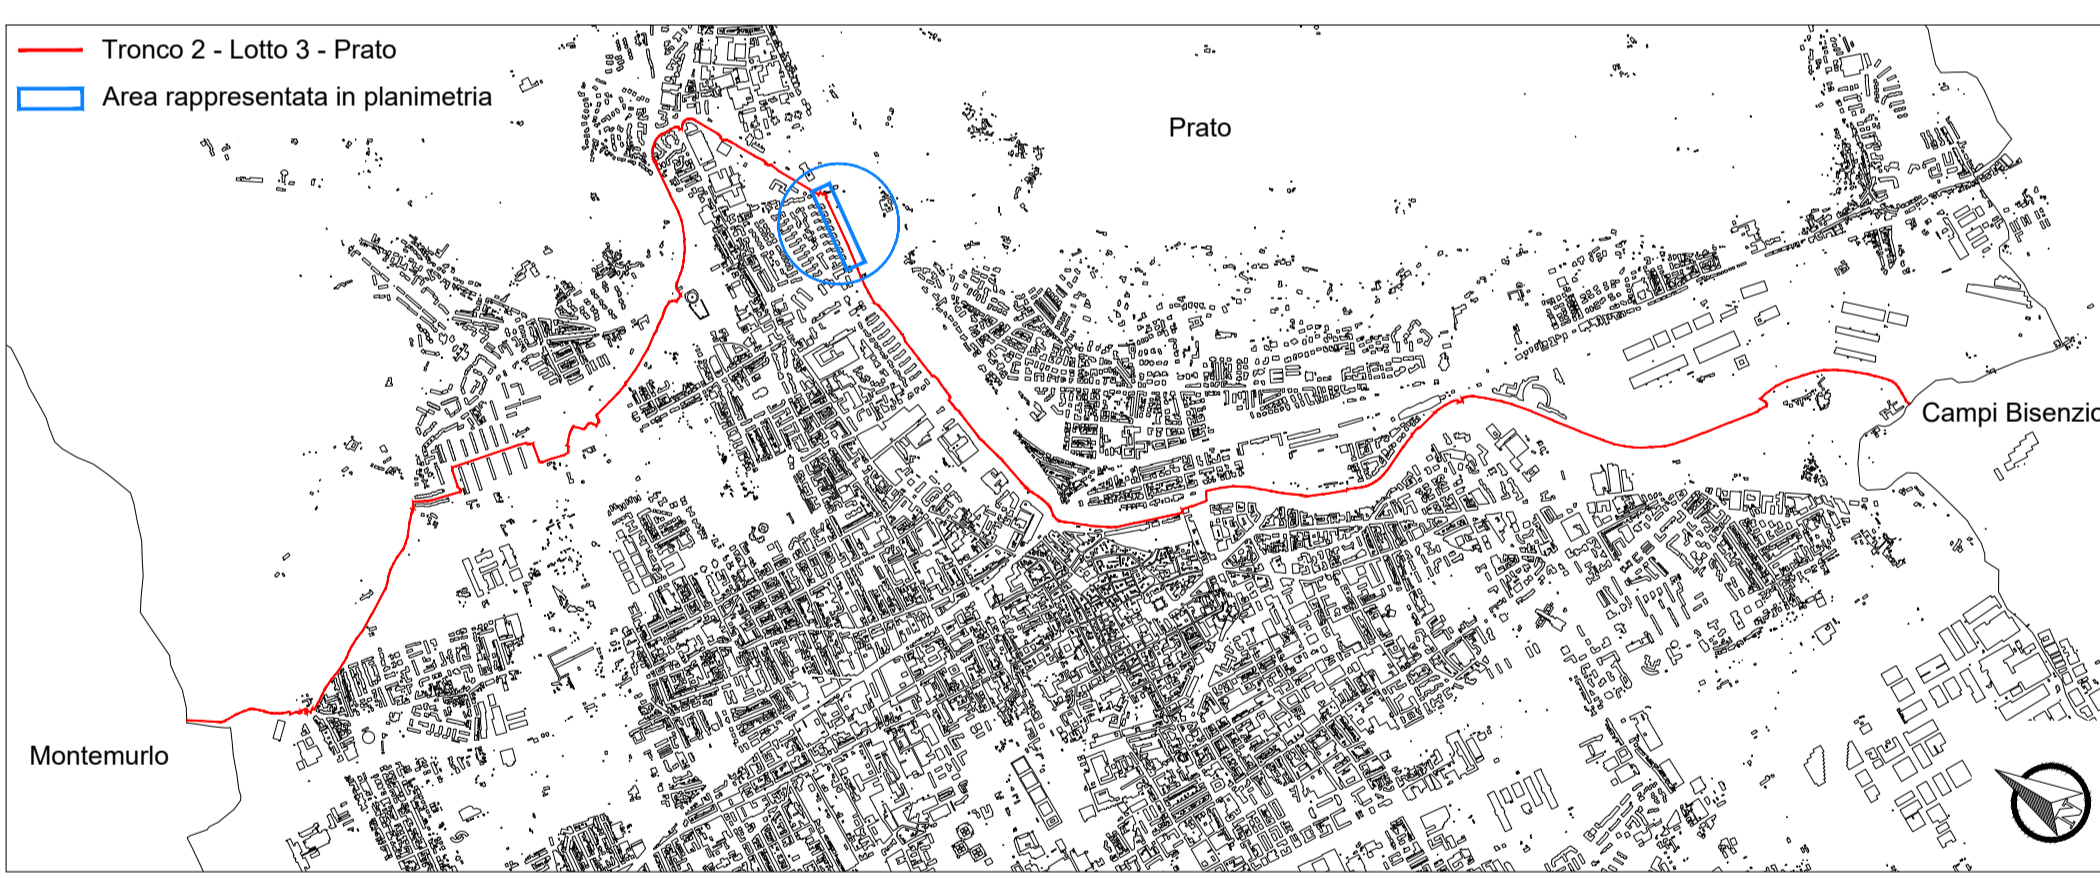 Tronco 2 - Lotto 3 - Prato
Area rappresentata in planimetria
Prato
Campi Bisenzio
Montemurlo
N